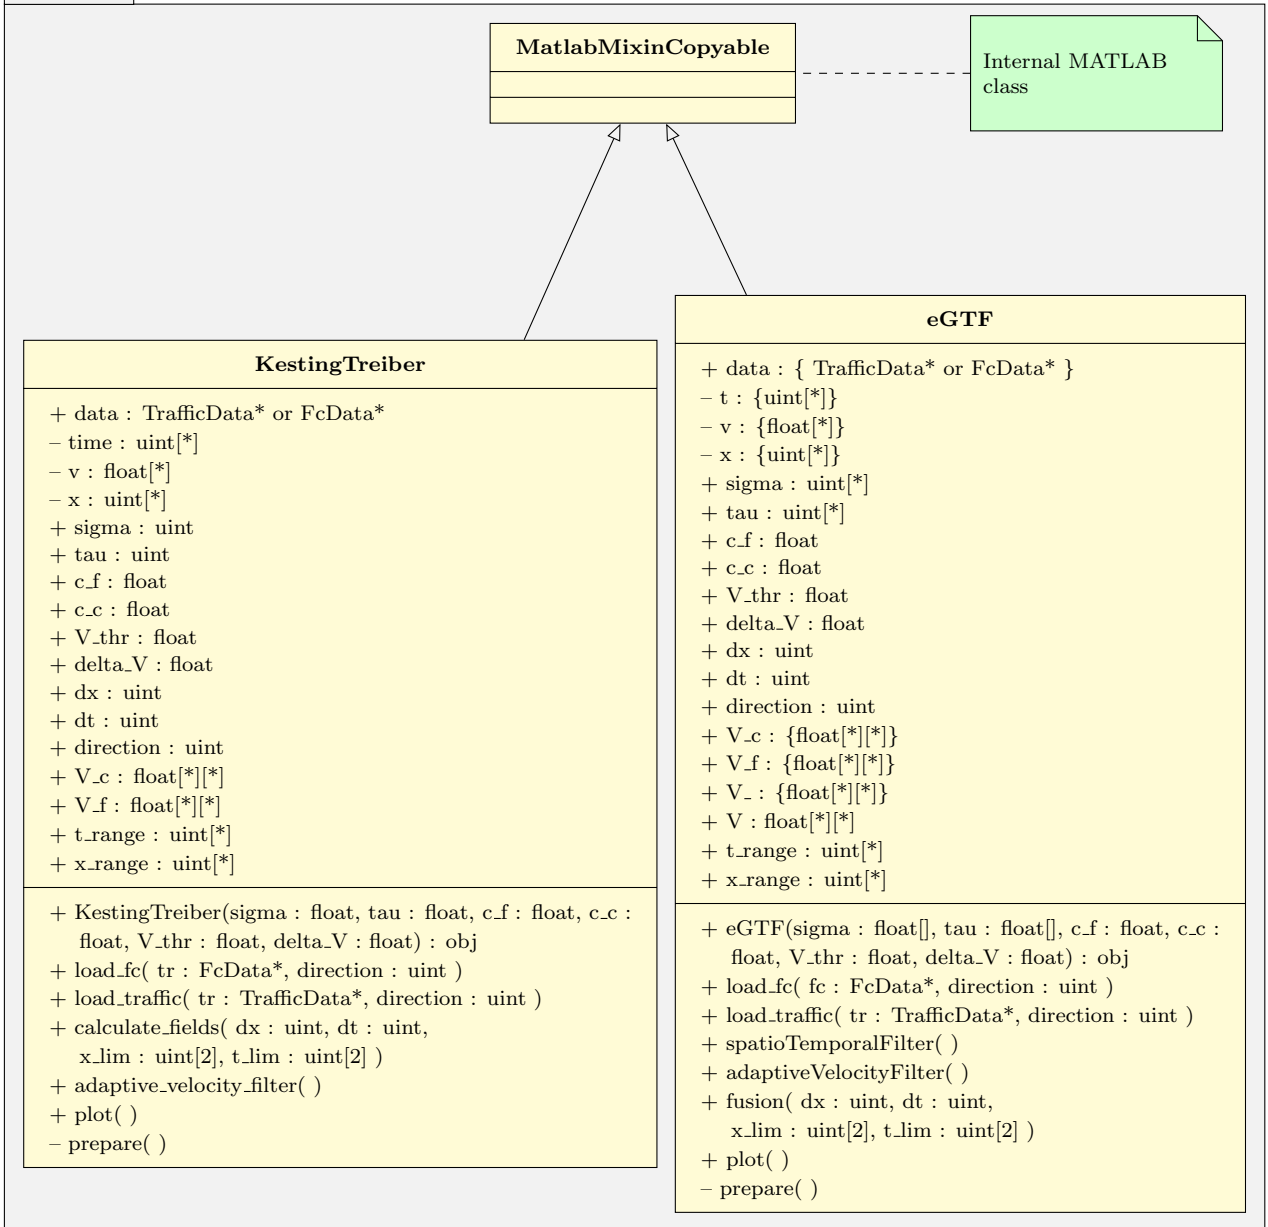 MatlabMixinCopyable
Internal MATLAB
class
KestingTreiber
+ data : TrafficData* or FcData*
– time : uint[*]
– v : float[*]
– x : uint[*]
+ sigma : uint
+ tau : uint
+ c_f : float
+ c_c : float
+ V_thr : float
+ delta_V : float
+ dx : uint
+ dt : uint
+ direction : uint
+ V_c : float[*][*]
+ V_f : float[*][*]
+ t_range : uint[*]
+ x_range : uint[*]
+ KestingTreiber(sigma : float, tau : float, c_f : float, c_c :
float, V_thr : float, delta_V : float) : obj
+ load_fc( tr : FcData*, direction : uint )
+ load_traffic( tr : TrafficData*, direction : uint )
+ calculate_fields( dx : uint, dt : uint,
x_lim : uint[2], t_lim : uint[2] )
+ adaptive_velocity_filter( )
+ plot( )
– prepare( )
eGTF
+ data : { TrafficData* or FcData* }
– t : {uint[*]}
– v : {float[*]}
– x : {uint[*]}
+ sigma : uint[*]
+ tau : uint[*]
+ c_f : float
+ c_c : float
+ V_thr : float
+ delta_V : float
+ dx : uint
+ dt : uint
+ direction : uint
+ V_c : {float[*][*]}
+ V_f : {float[*][*]}
+ V_ : {float[*][*]}
+ V : float[*][*]
+ t_range : uint[*]
+ x_range : uint[*]
+ eGTF(sigma : float[], tau : float[], c_f : float, c_c :
float, V_thr : float, delta_V : float) : obj
+ load_fc( fc : FcData*, direction : uint )
+ load_traffic( tr : TrafficData*, direction : uint )
+ spatioTemporalFilter( )
+ adaptiveVelocityFilter( )
+ fusion( dx : uint, dt : uint,
x_lim : uint[2], t_lim : uint[2] )
+ plot( )
– prepare( )